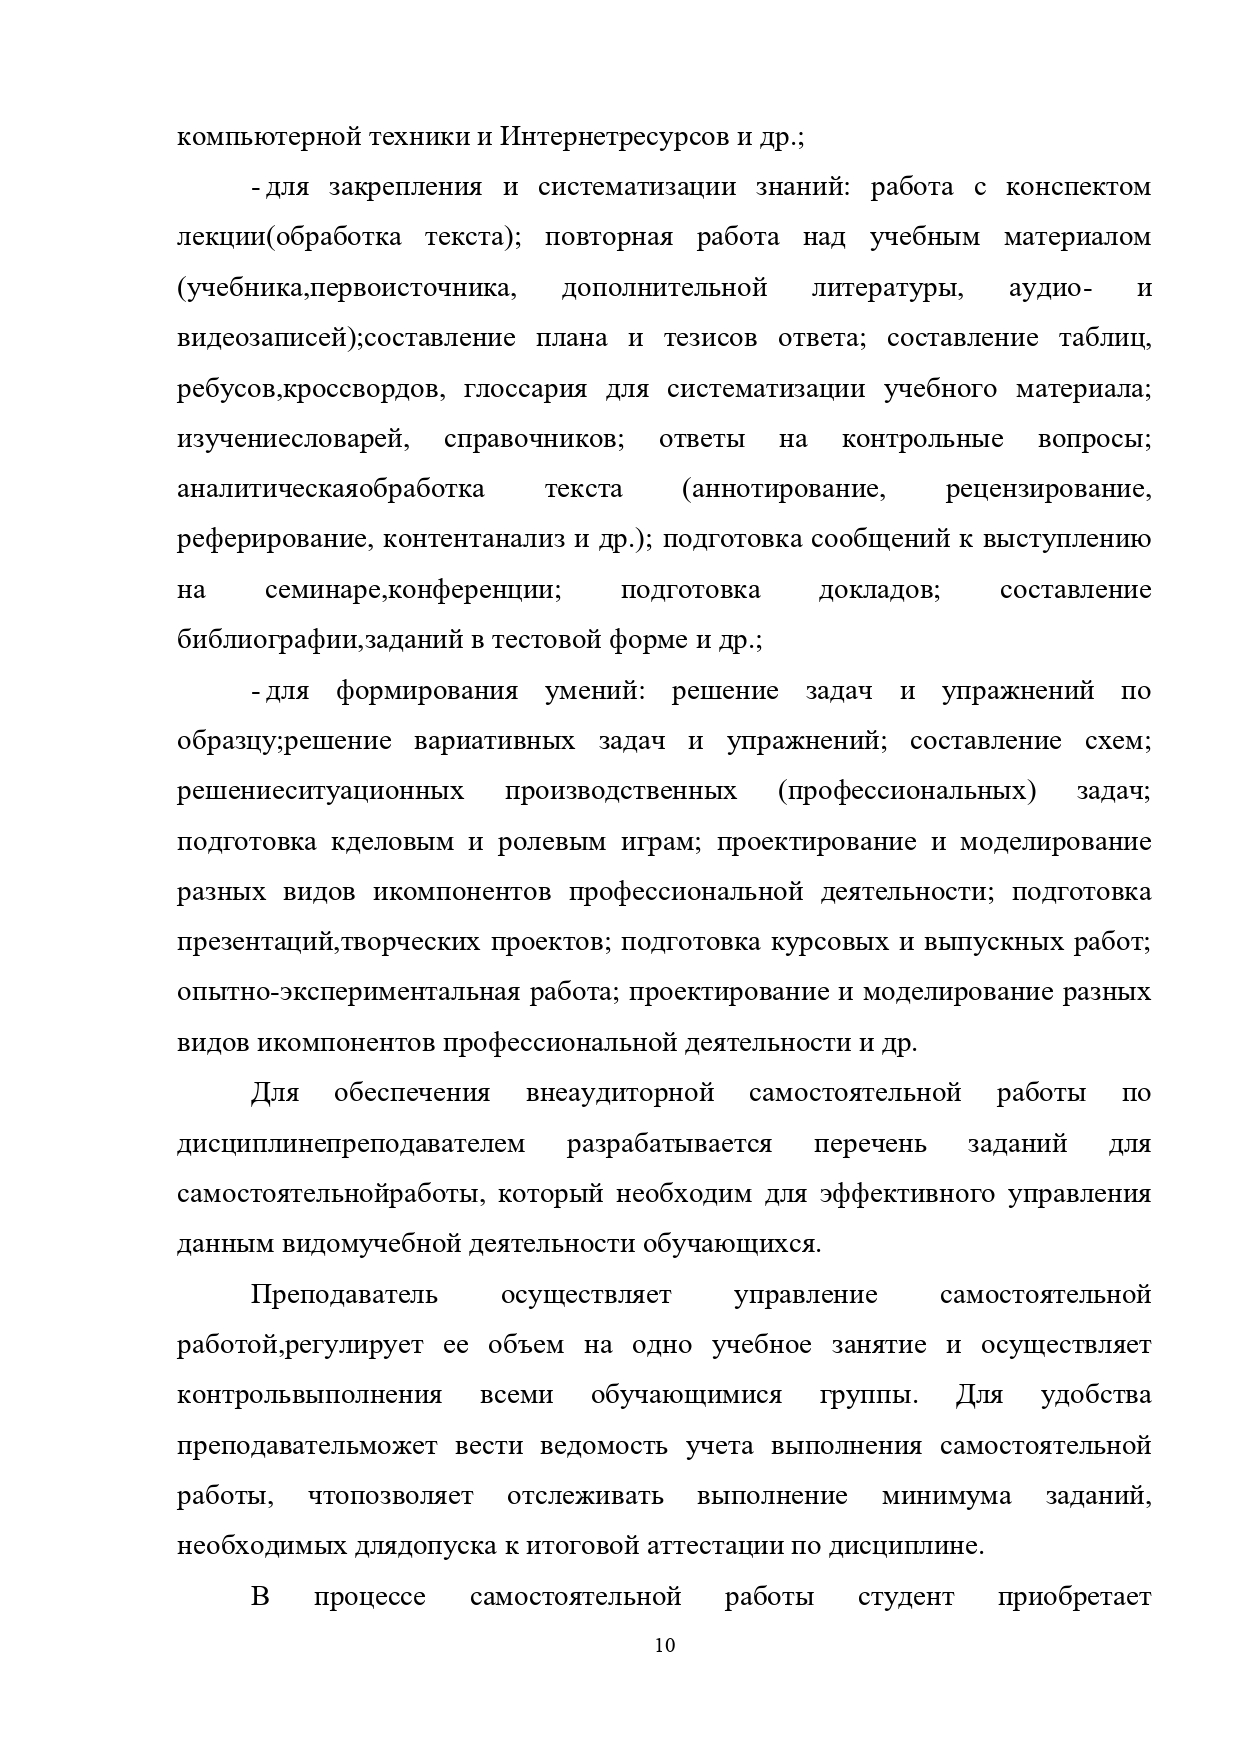 компьютерной техники и Интернетресурсов и др.;
- для закрепления и систематизации знаний: работа с конспектом
лекции(обработка текста); повторная работа над учебным материалом
(учебника,первоисточника, дополнительной литературы, аудио- и
видеозаписей);составление плана и тезисов ответа; составление таблиц,
ребусов,кроссвордов, глоссария для систематизации учебного материала;
изучениесловарей, справочников; ответы на контрольные вопросы;
аналитическаяобработка текста (аннотирование, рецензирование,
реферирование, контентанализ и др.); подготовка сообщений к выступлению
на семинаре,конференции; подготовка докладов; составление
библиографии,заданий в тестовой форме и др.;
- для формирования умений: решение задач и упражнений по
образцу;решение вариативных задач и упражнений; составление схем;
решениеситуационных производственных (профессиональных) задач;
подготовка кделовым и ролевым играм; проектирование и моделирование
разных видов икомпонентов профессиональной деятельности; подготовка
презентаций,творческих проектов; подготовка курсовых и выпускных работ;
опытно-экспериментальная работа; проектирование и моделирование разных
видов икомпонентов профессиональной деятельности и др.
Для обеспечения внеаудиторной самостоятельной работы по
дисциплинепреподавателем разрабатывается перечень заданий для
самостоятельнойработы, который необходим для эффективного управления
данным видомучебной деятельности обучающихся.
Преподаватель осуществляет управление самостоятельной
работой,регулирует ее объем на одно учебное занятие и осуществляет
контрольвыполнения всеми обучающимися группы. Для удобства
преподавательможет вести ведомость учета выполнения самостоятельной
работы, чтопозволяет отслеживать выполнение минимума заданий,
необходимых длядопуска к итоговой аттестации по дисциплине.
В процессе самостоятельной работы студент приобретает
10